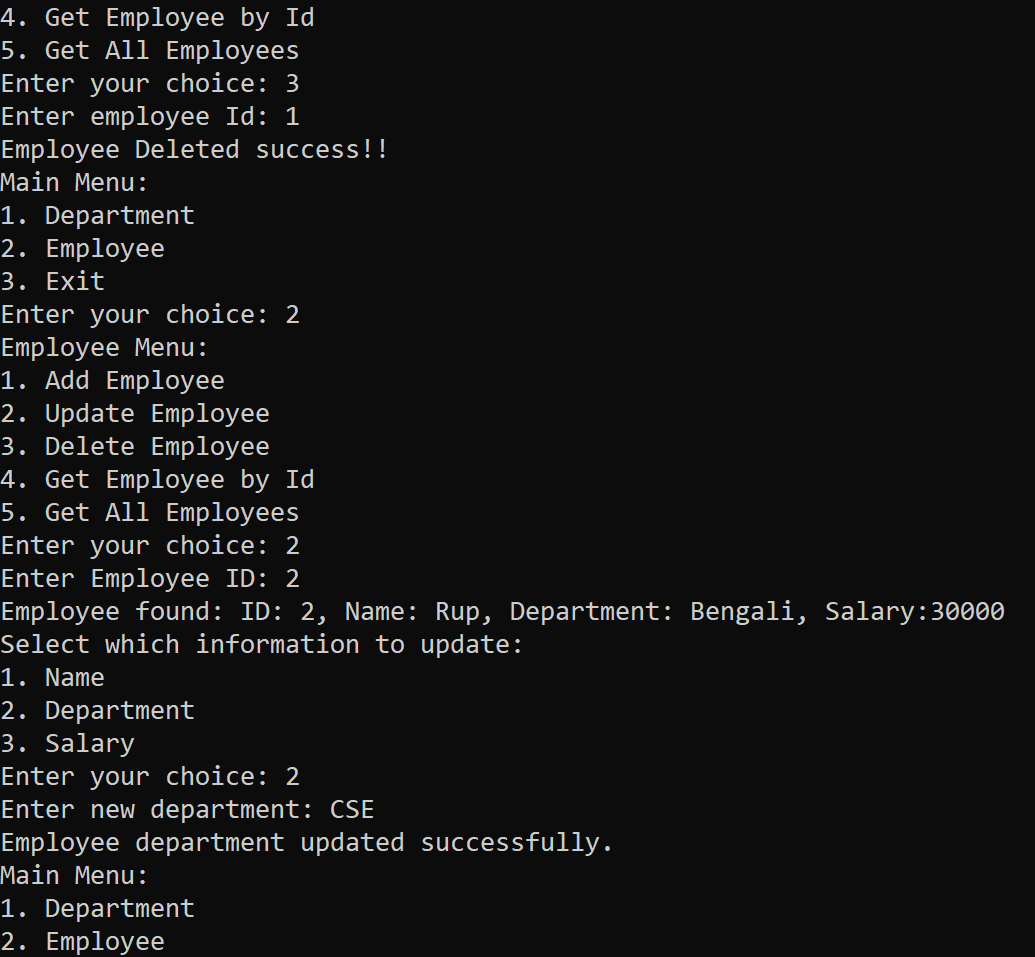 4. Get Employee by Id
5. Get All Employees
Enter your choice: 3
Enter employee Id: 1
Employee Deleted success!!
Main Menu:
1. Department
2. Employee
3. Exit
Enter your choice: 2
Employee Menu:
1. Add Employee
2. Update Employee
3. Delete Employee
4. Get Employee by Id
5. Get All Employees
Enter your choice: 2
Enter Employee ID: 2
Employee found: ID: 2, Name: Rup, Department: Bengali, Salary:30000
Select which information to update:
1. Name
2. Department
3. Salary
Enter your choice: 2
Enter new department: CSE
Employee department updated successfully.
Main Menu:
1. Department
2. Employee